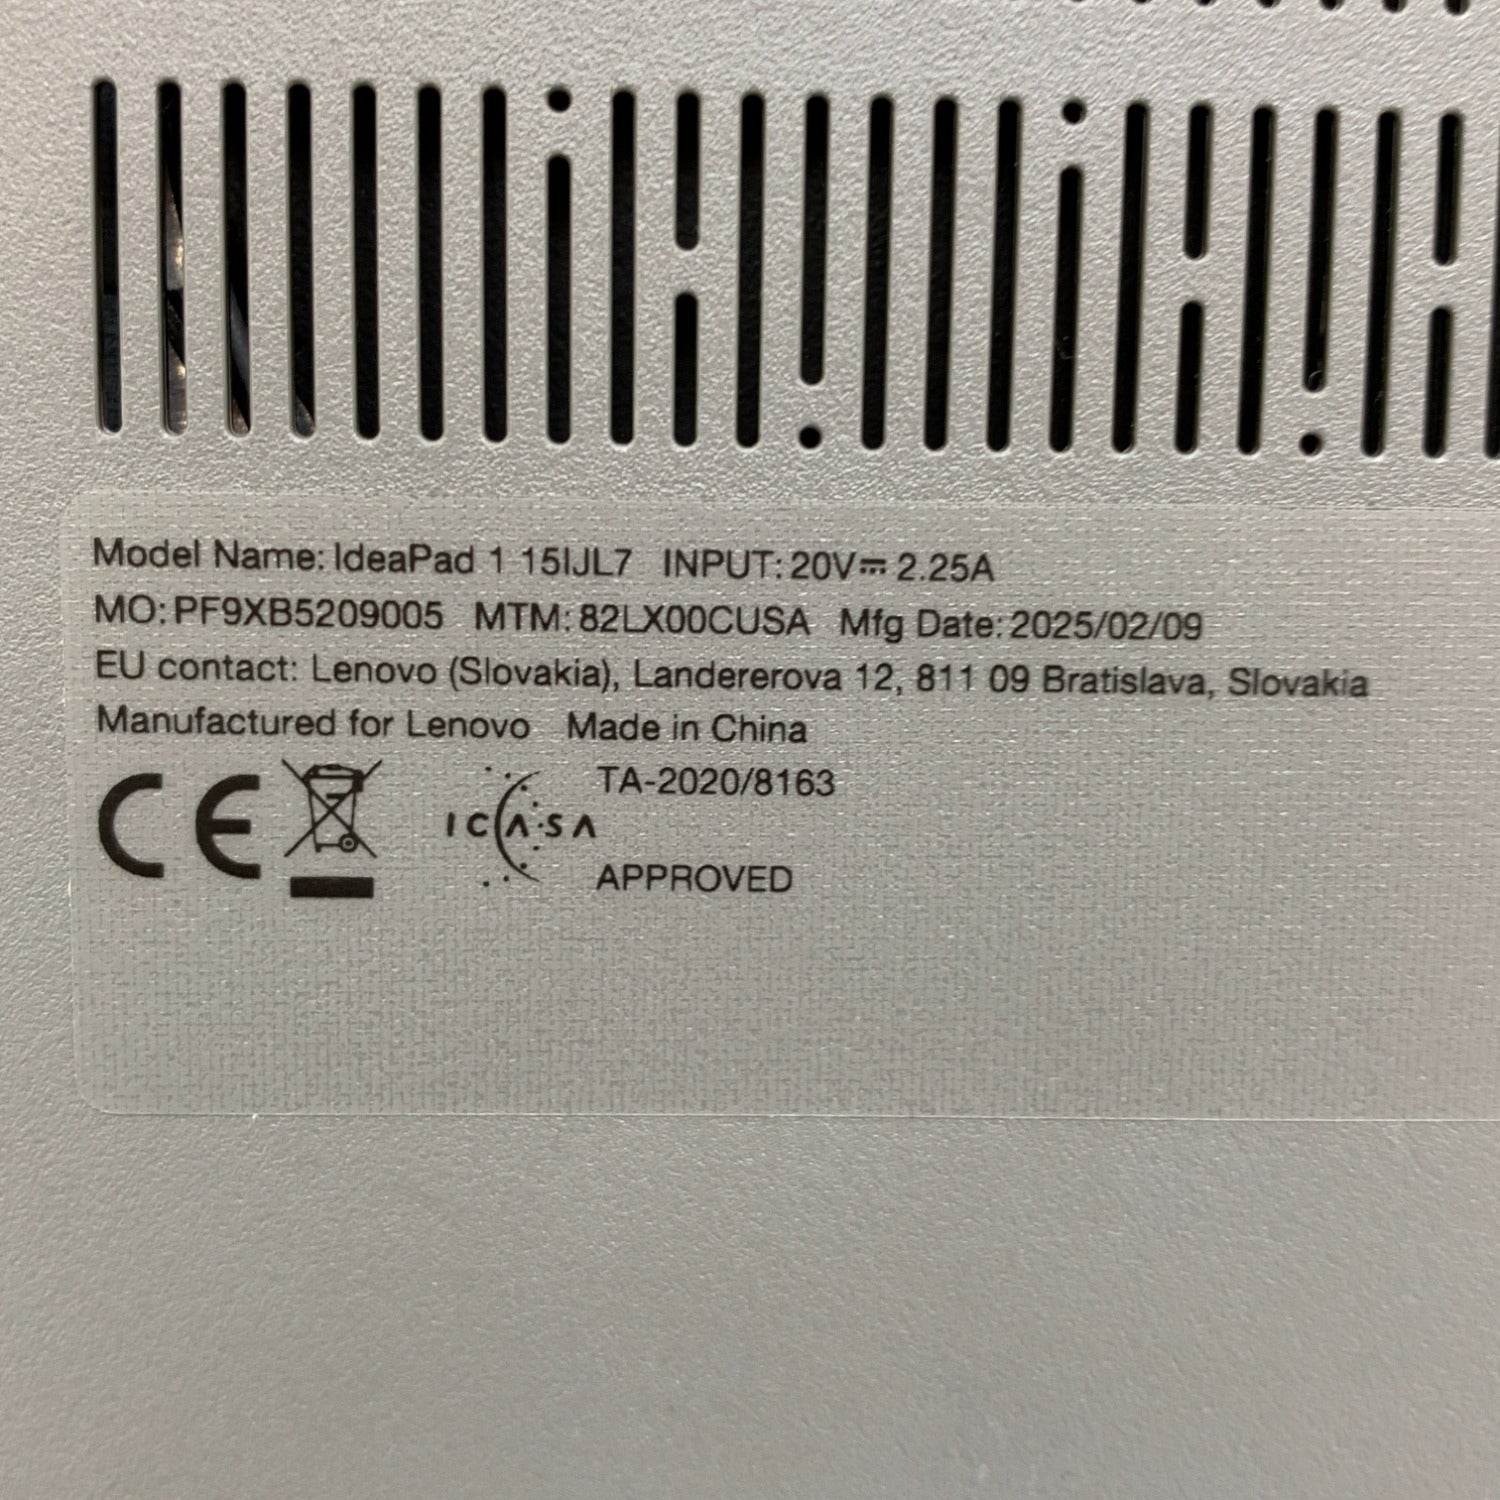 Model Name: IdeaPad 1 15IJL7 INPUT: 20V⎓ 2.25A
MO: PF9XB5209005 MTM: 82LX00CUSA Mfg Date: 2025/02/09
EU contact: Lenovo (Slovakia), Landererova 12, 811 09 Bratislava, Slovakia
Manufactured for Lenovo Made in China
TA-2020/8163
CE ICASA
APPROVED